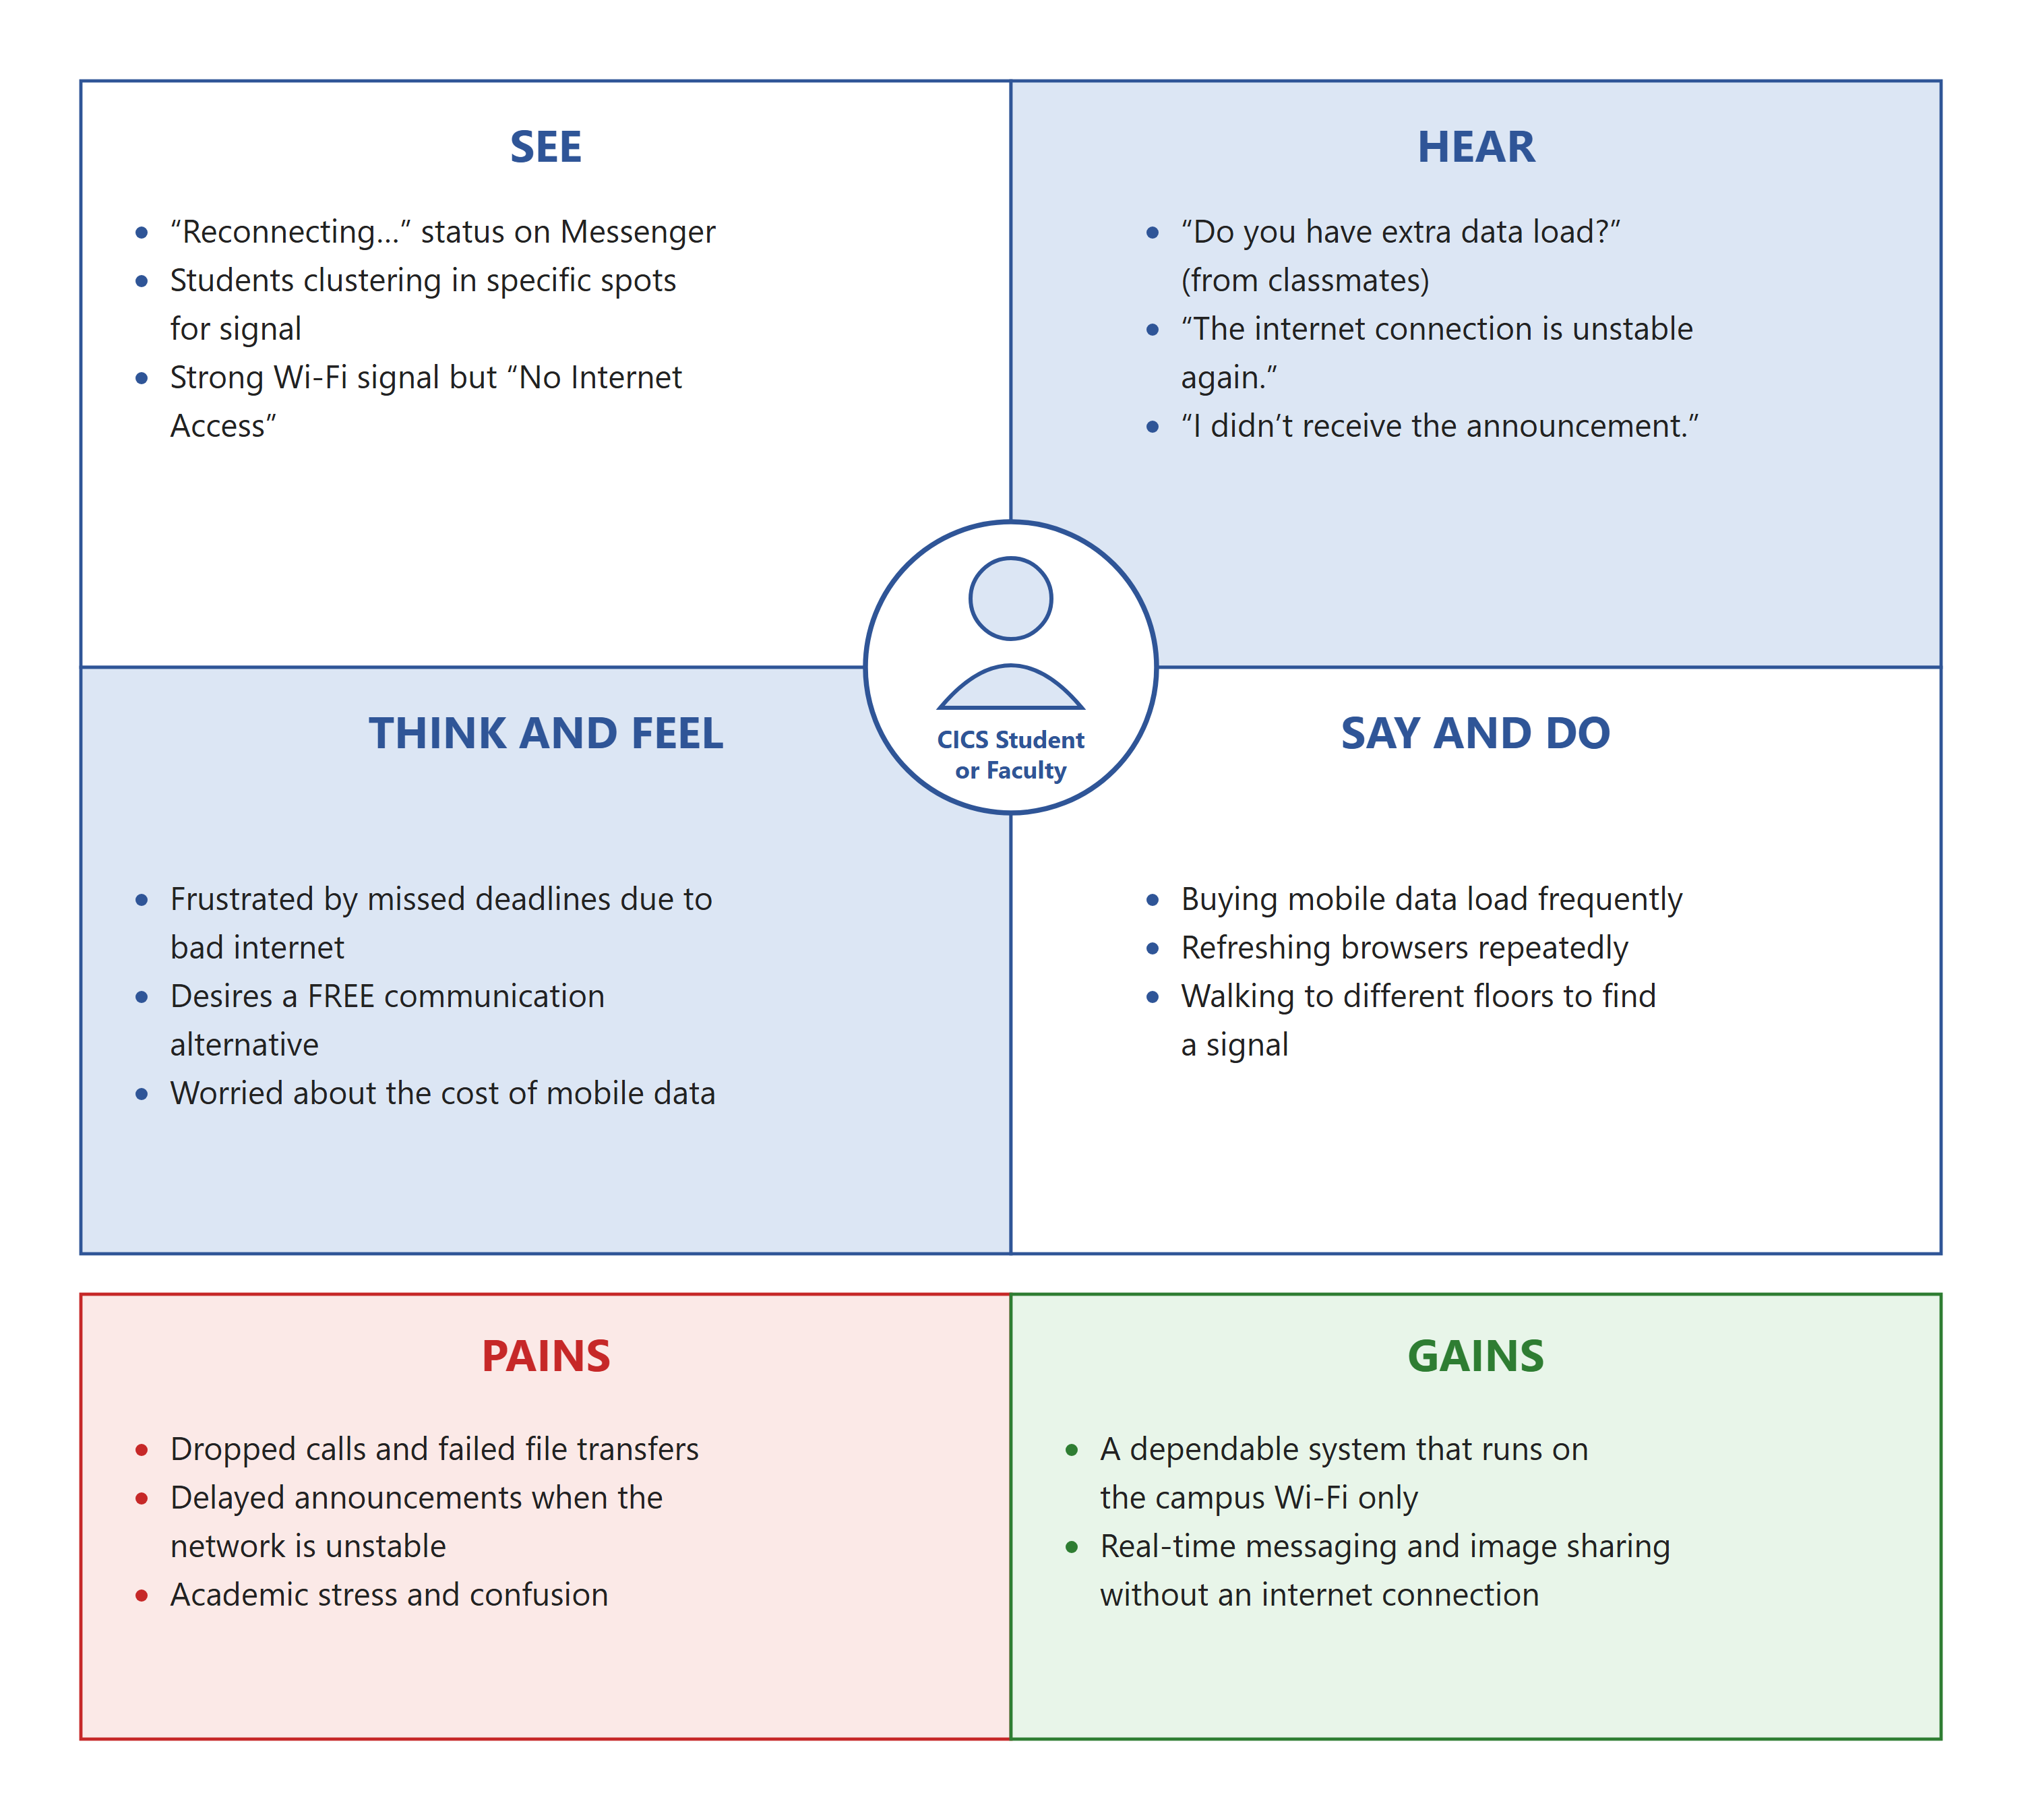 SEE
“Reconnecting...” status on Messenger
Students clustering in specific spots
for signal
Strong Wi-Fi signal but “No Internet
Access”
HEAR
“Do you have extra data load?”
(from classmates)
“The internet connection is unstable
again.”
“I didn’t receive the announcement.”
CICS Student
or Faculty
THINK AND FEEL
Frustrated by missed deadlines due to
bad internet
Desires a FREE communication
alternative
Worried about the cost of mobile data
SAY AND DO
Buying mobile data load frequently
Refreshing browsers repeatedly
Walking to different floors to find
a signal
PAINS
Dropped calls and failed file transfers
Delayed announcements when the
network is unstable
Academic stress and confusion
GAINS
A dependable system that runs on
the campus Wi-Fi only
Real-time messaging and image sharing
without an internet connection